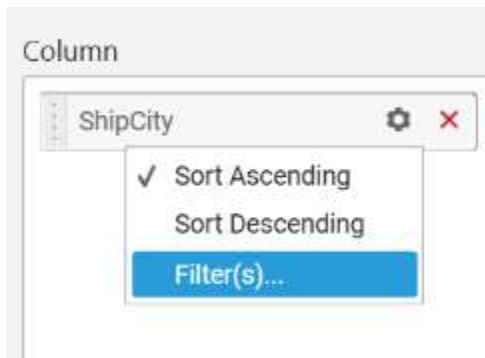 Column
ShipCity
Sort Ascending
Sort Descending
Filter(s)...